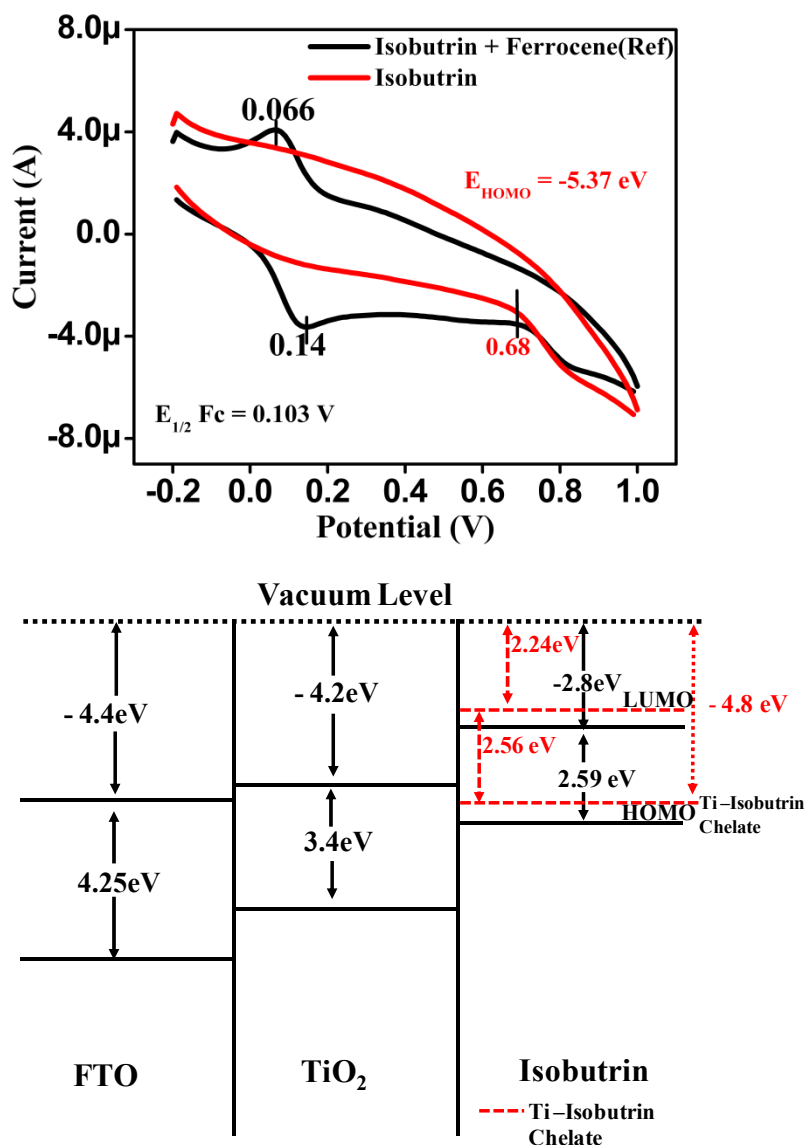 8.0μ
4.0μ
0.0
-4.0μ
-8.0μ
Current (A)
Isobutrin + Ferrocene(Ref)
Isobutrin
0.066
E_HOMO = -5.37 eV
0.14
0.68
E_1/2 Fc = 0.103 V
-0.2 0.0 0.2 0.4 0.6 0.8 1.0
Potential (V)
Vacuum Level
- 4.4eV
4.25eV
FTO
- 4.2eV
3.4eV
TiO₂
2.24eV
-2.8eV
LUMO
- 4.8 eV
2.56 eV
2.59 eV
HOMO
Ti–Isobutrin
Chelate
Isobutrin
Ti–Isobutrin
Chelate